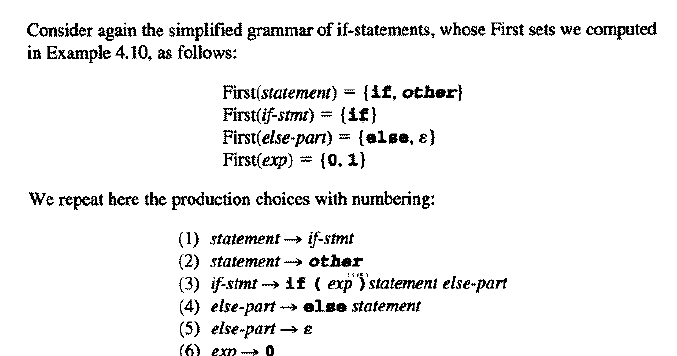 Consider again the simplified grammar of if-statements, whose First sets we computed
in Example 4.10, as follows:
First(statement) = {if, other}
First(if-stmt) = {if}
First(else-part) = {else, ε}
First(exp) = {0, 1}
We repeat here the production choices with numbering:
(1) statement → if-stmt
(2) statement → other
(3) if-stmt → if ( exp ) statement else-part
(4) else-part → else statement
(5) else-part → ε
(6) exp → 0